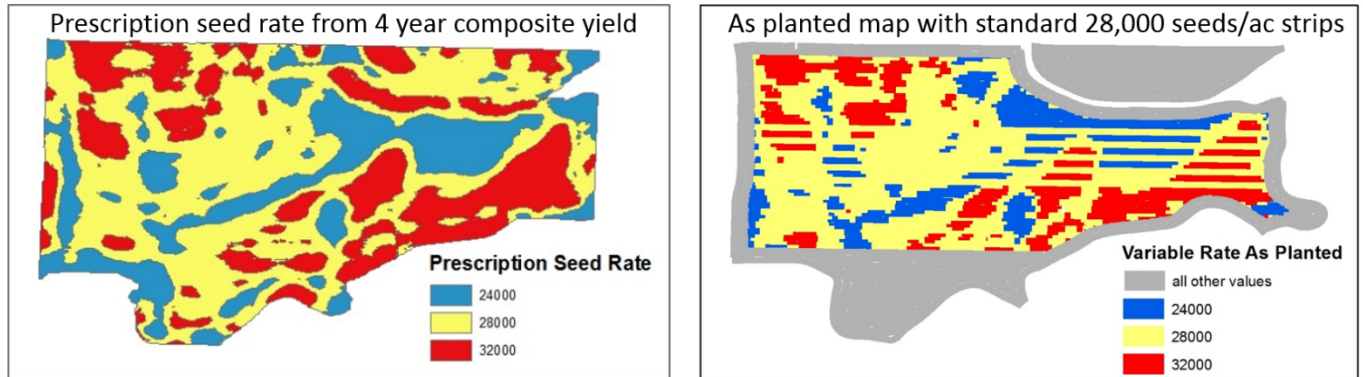 Prescription seed rate from 4 year composite yield
Prescription Seed Rate
24000
28000
32000
As planted map with standard 28,000 seeds/ac strips
Variable Rate As Planted
all other values
24000
28000
32000